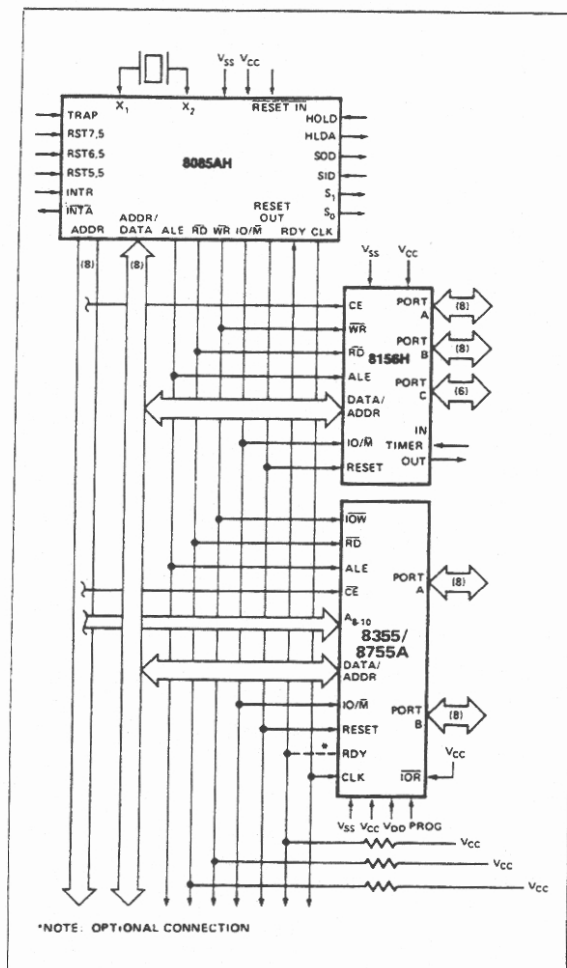 VSS VCC
X1 X2 RESET IN
TRAP HOLD
RST7,5 HLDA
8085AH
RST6,5 SOD
RST5,5 SID
INTR S1
INTA S0
ADDR ADDR/DATA ALE RD WR IO/M RESET OUT RDY CLK
(8) (8)
VSS VCC
CE PORT A (8)
WR
8156H
RD PORT B (8)
ALE PORT C (6)
DATA/ADDR
IN
IO/M TIMER
RESET OUT
IOW
RD
ALE PORT A (8)
CE
A8-10
8355/8755A
DATA/ADDR
IO/M PORT B (8)
RESET
* RDY VCC
CLK IOR
VSS VCC VDD PROG
VCC
VCC
VCC
*NOTE: OPTIONAL CONNECTION